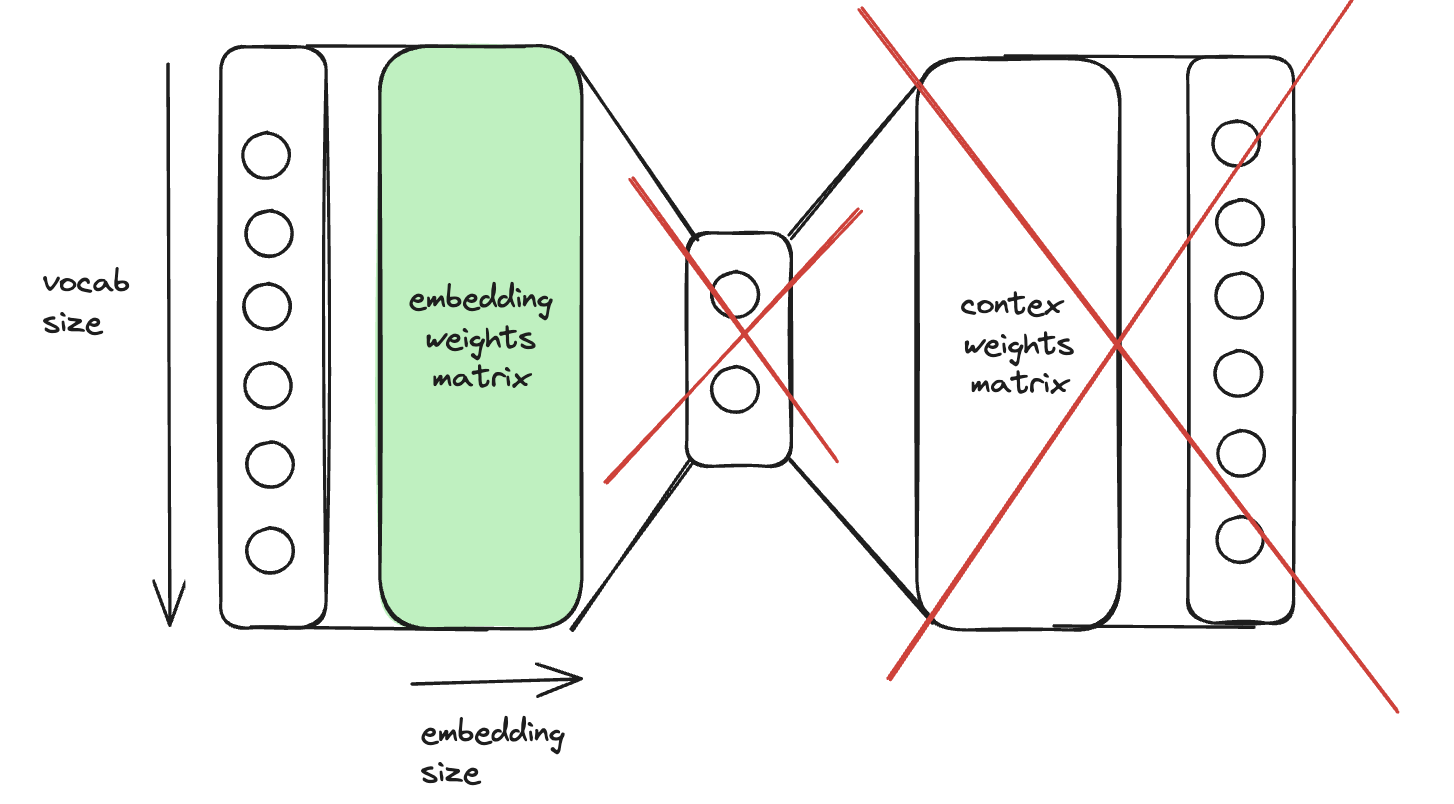 vocab
size
embedding
weights
matrix
contex
weights
matrix
embedding
size